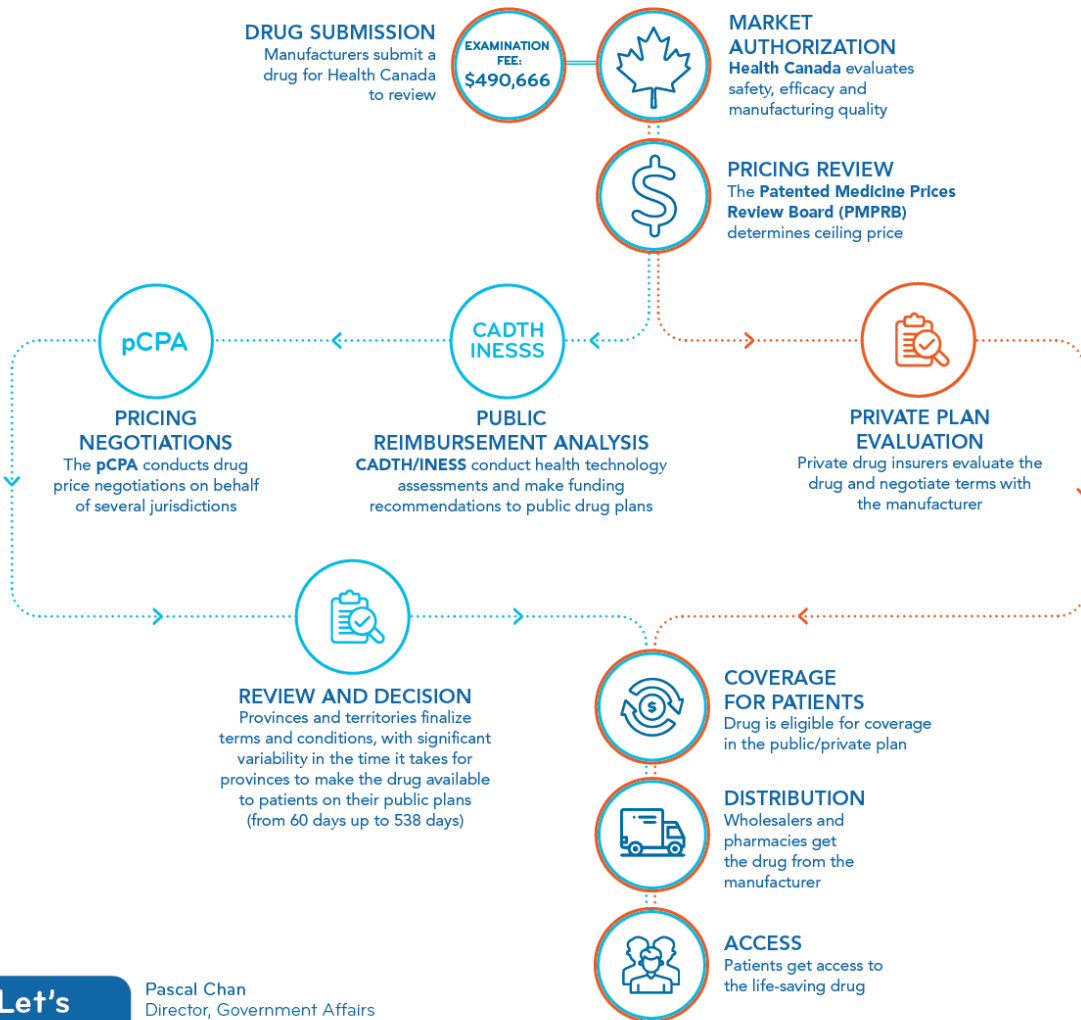 DRUG SUBMISSION
Manufacturers submit a
drug for Health Canada
to review
EXAMINATION
FEE:
$490,666
MARKET
AUTHORIZATION
Health Canada evaluates
safety, efficacy and
manufacturing quality
$
PRICING REVIEW
The Patented Medicine Prices
Review Board (PMPRB)
determines ceiling price
pCPA
PRICING
NEGOTIATIONS
The pCPA conducts drug
price negotiations on behalf
of several jurisdictions
CADTH
INESSS
PUBLIC
REIMBURSEMENT ANALYSIS
CADTH/INESS conduct health technology
assessments and make funding
recommendations to public drug plans
PRIVATE PLAN
EVALUATION
Private drug insurers evaluate the
drug and negotiate terms with
the manufacturer
REVIEW AND DECISION
Provinces and territories finalize
terms and conditions, with significant
variability in the time it takes for
provinces to make the drug available
to patients on their public plans
(from 60 days up to 538 days)
$
COVERAGE
FOR PATIENTS
Drug is eligible for coverage
in the public/private plan
DISTRIBUTION
Wholesalers and
pharmacies get
the drug from the
manufacturer
ACCESS
Patients get access to
the life-saving drug
Let's
Pascal Chan
Director, Government Affairs